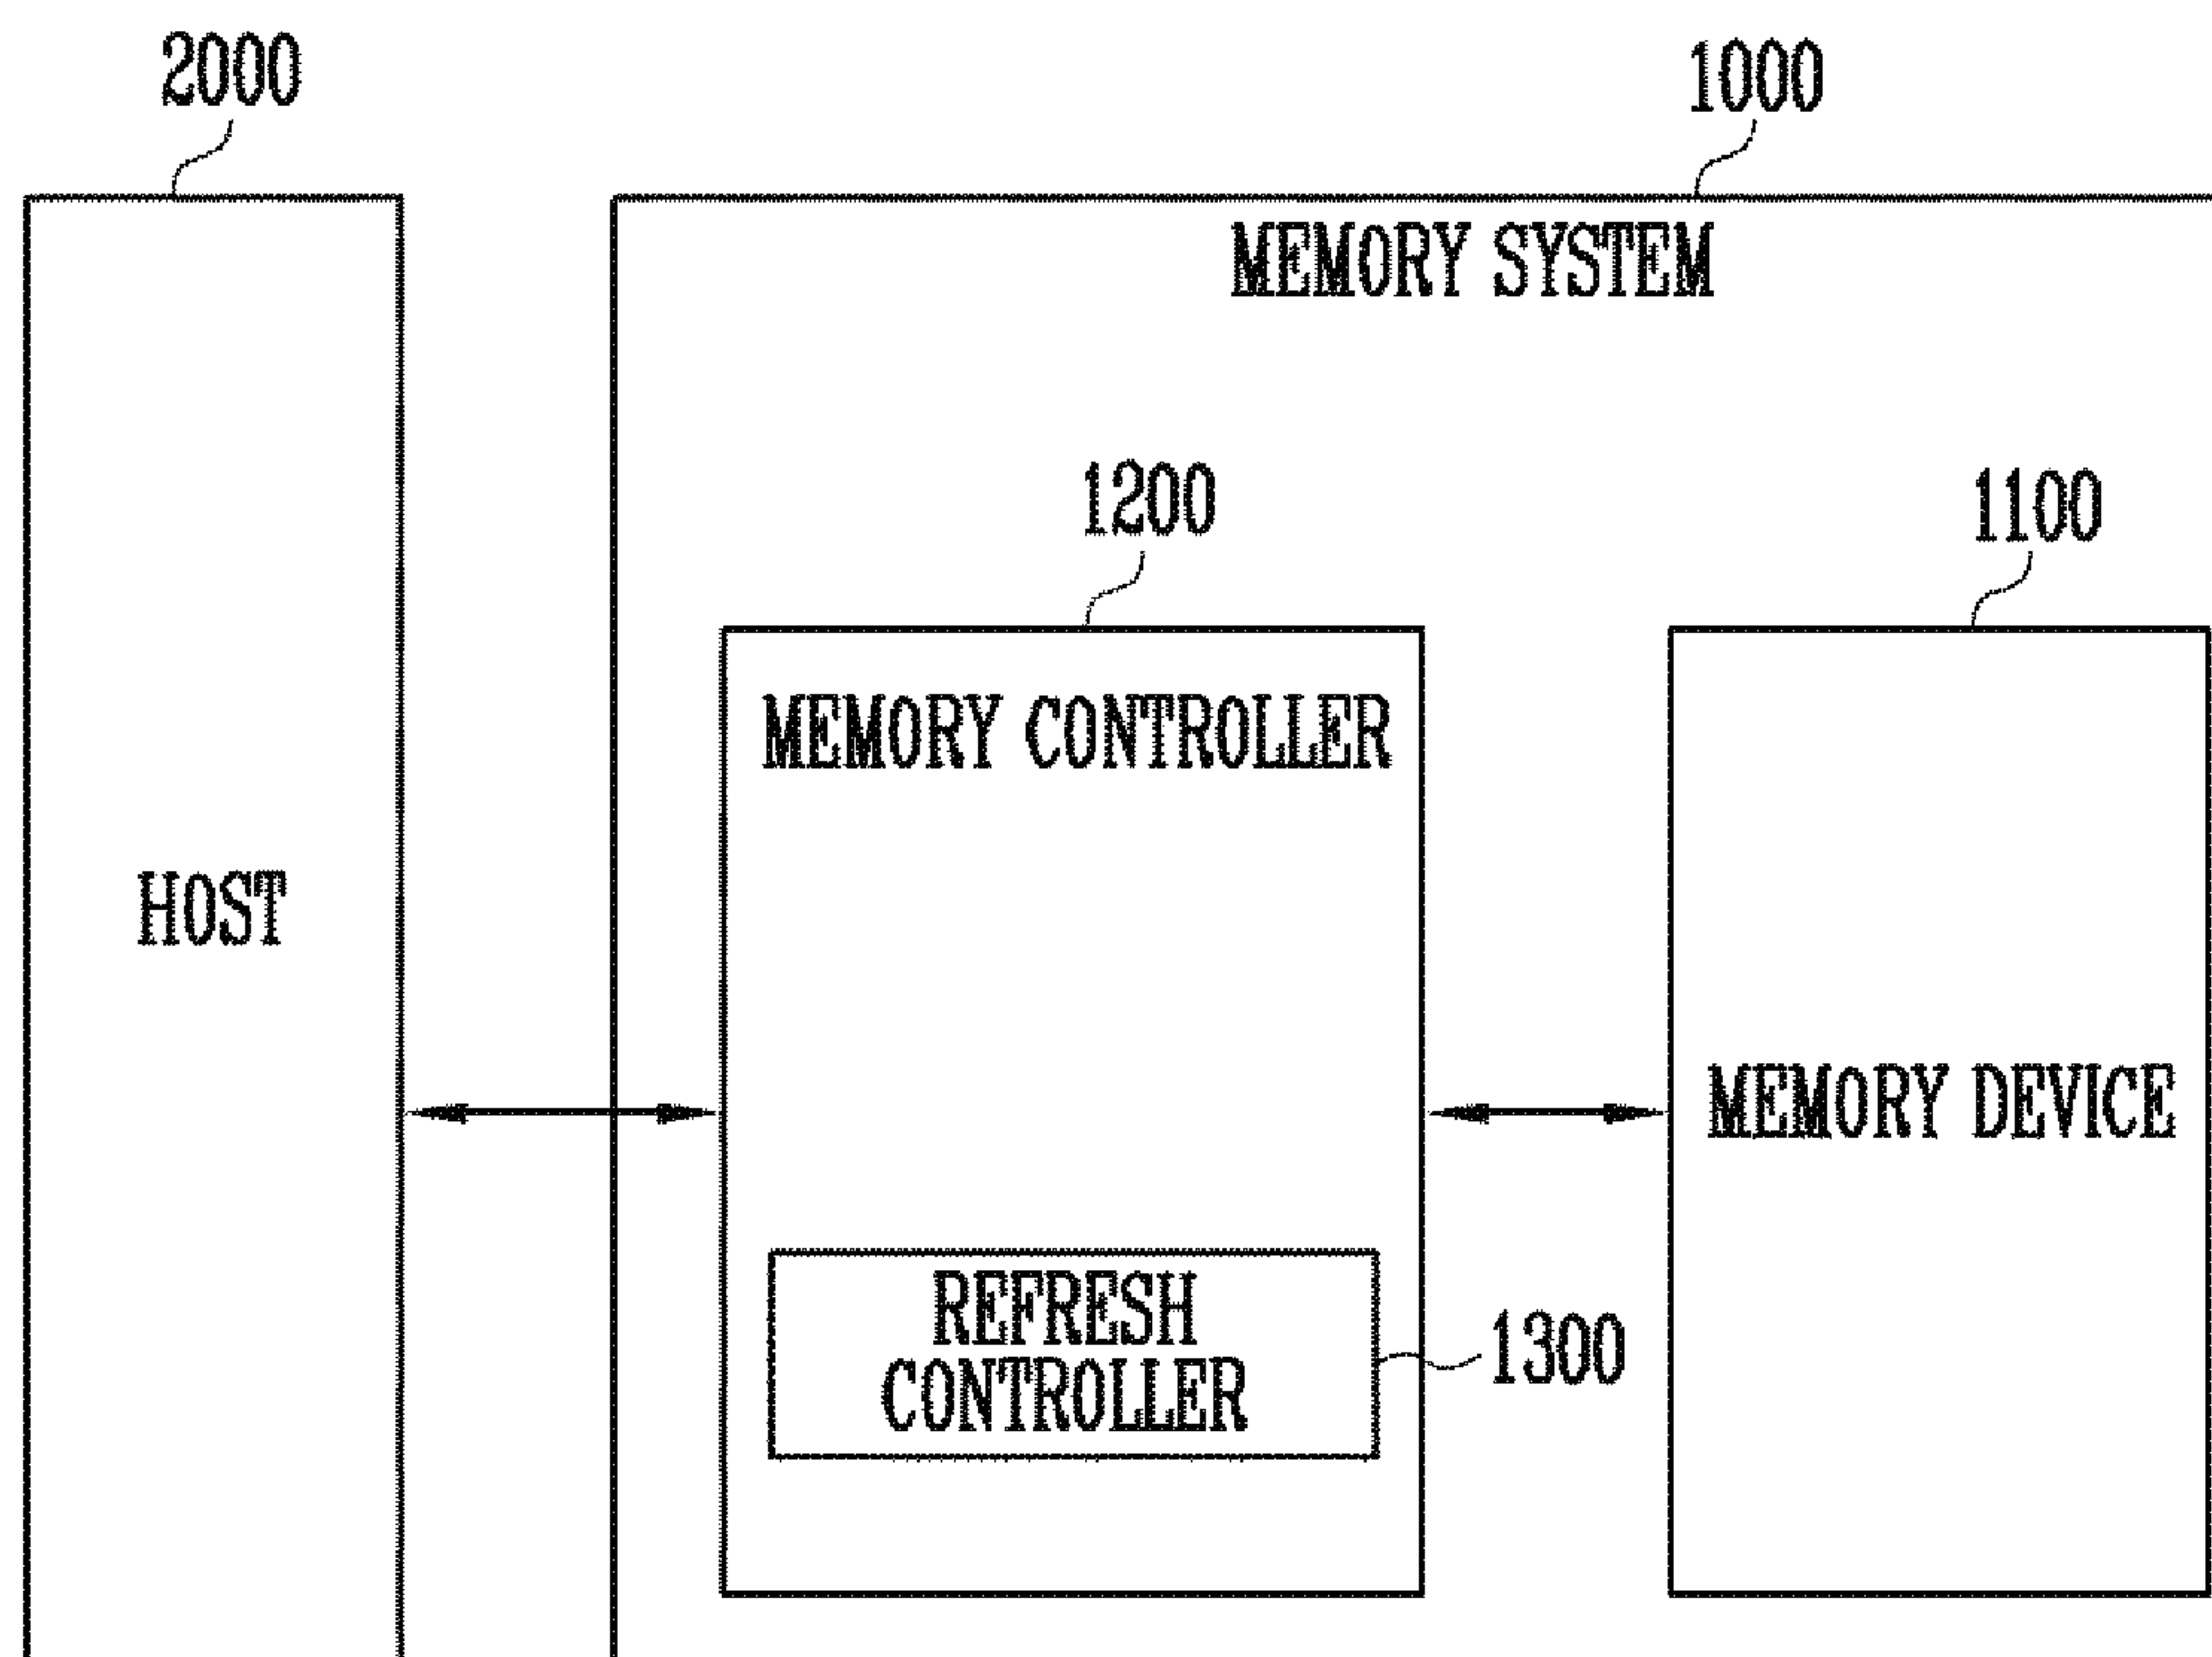 2000
1000
MEMORY SYSTEM
1200
1100
MEMORY CONTROLLER
HOST
MEMORY DEVICE
REFRESH
CONTROLLER
1300